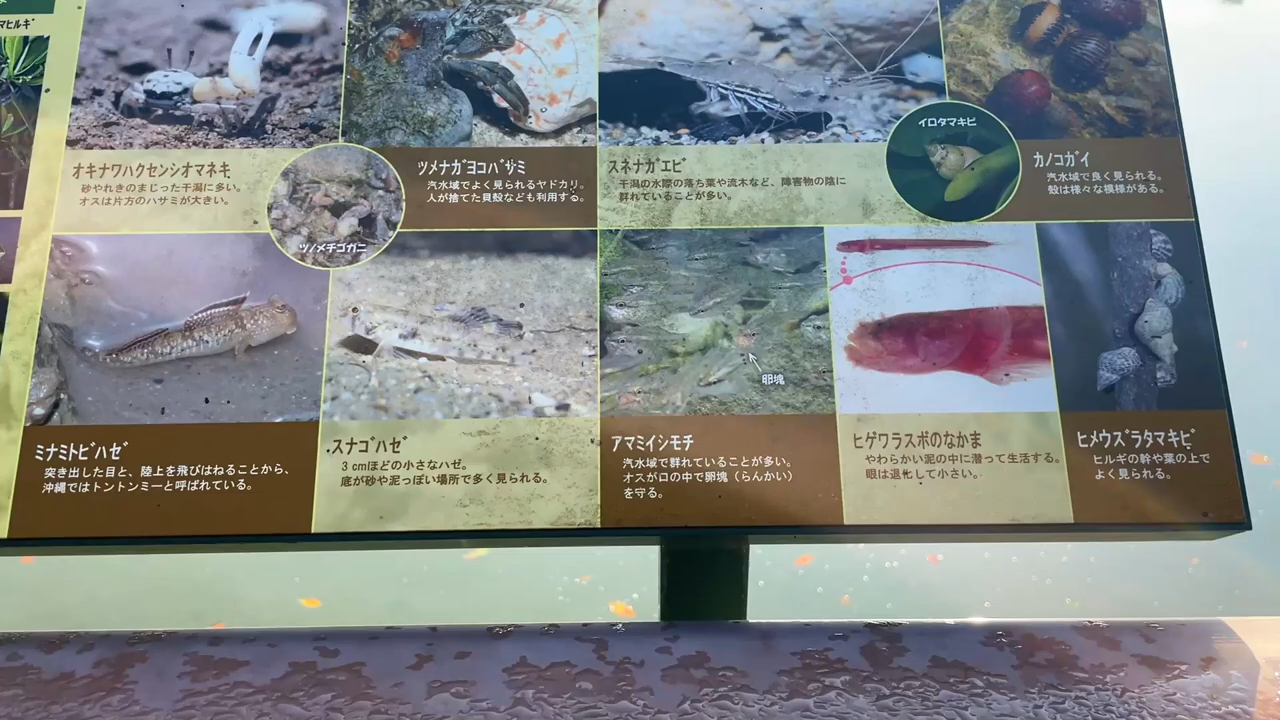 マヒルギ
オキナワハクセンシオマネキ
砂やれきのまじった干潟に多い。
オスは片方のハサミが大きい。
ツノメチゴガニ
ツメナガヨコバサミ
汽水域でよく見られるヤドカリ。
人が捨てた貝殻なども利用する。
スネナガエビ
干潟の水際の落ち葉や流木など、障害物の陰に
群れていることが多い。
イロタマキビ
カノコガイ
汽水域で良く見られる。
殻は様々な模様がある。
ミナミトビハゼ
突き出した目と、陸上を飛びはねることから、
沖縄ではトントンミーと呼ばれている。
スナゴハゼ
3cmほどの小さなハゼ。
底が砂や泥っぽい場所で多く見られる。
卵塊
アマミイシモチ
汽水域で群れていることが多い。
オスが口の中で卵塊（らんかい）
を守る。
ヒゲワラスボのなかま
やわらかい泥の中に潜って生活する。
眼は退化して小さい。
ヒメウズラタマキビ
ヒルギの幹や葉の上で
よく見られる。